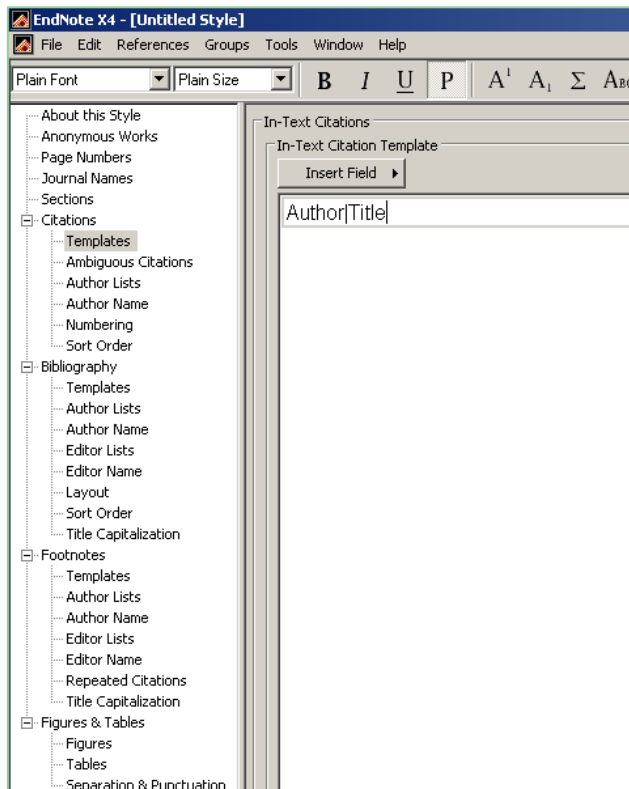 EndNote X4 - [Untitled Style]
File Edit References Groups Tools Window Help
Plain Font Plain Size B I U P A¹ A₁ Σ
About this Style
Anonymous Works
Page Numbers
Journal Names
Sections
Citations
Templates
Ambiguous Citations
Author Lists
Author Name
Numbering
Sort Order
Bibliography
Templates
Author Lists
Author Name
Editor Lists
Editor Name
Layout
Sort Order
Title Capitalization
Footnotes
Templates
Author Lists
Author Name
Editor Lists
Editor Name
Repeated Citations
Title Capitalization
Figures & Tables
Figures
Tables
Separation & Punctuation
In-Text Citations
In-Text Citation Template
Insert Field
Author|Title